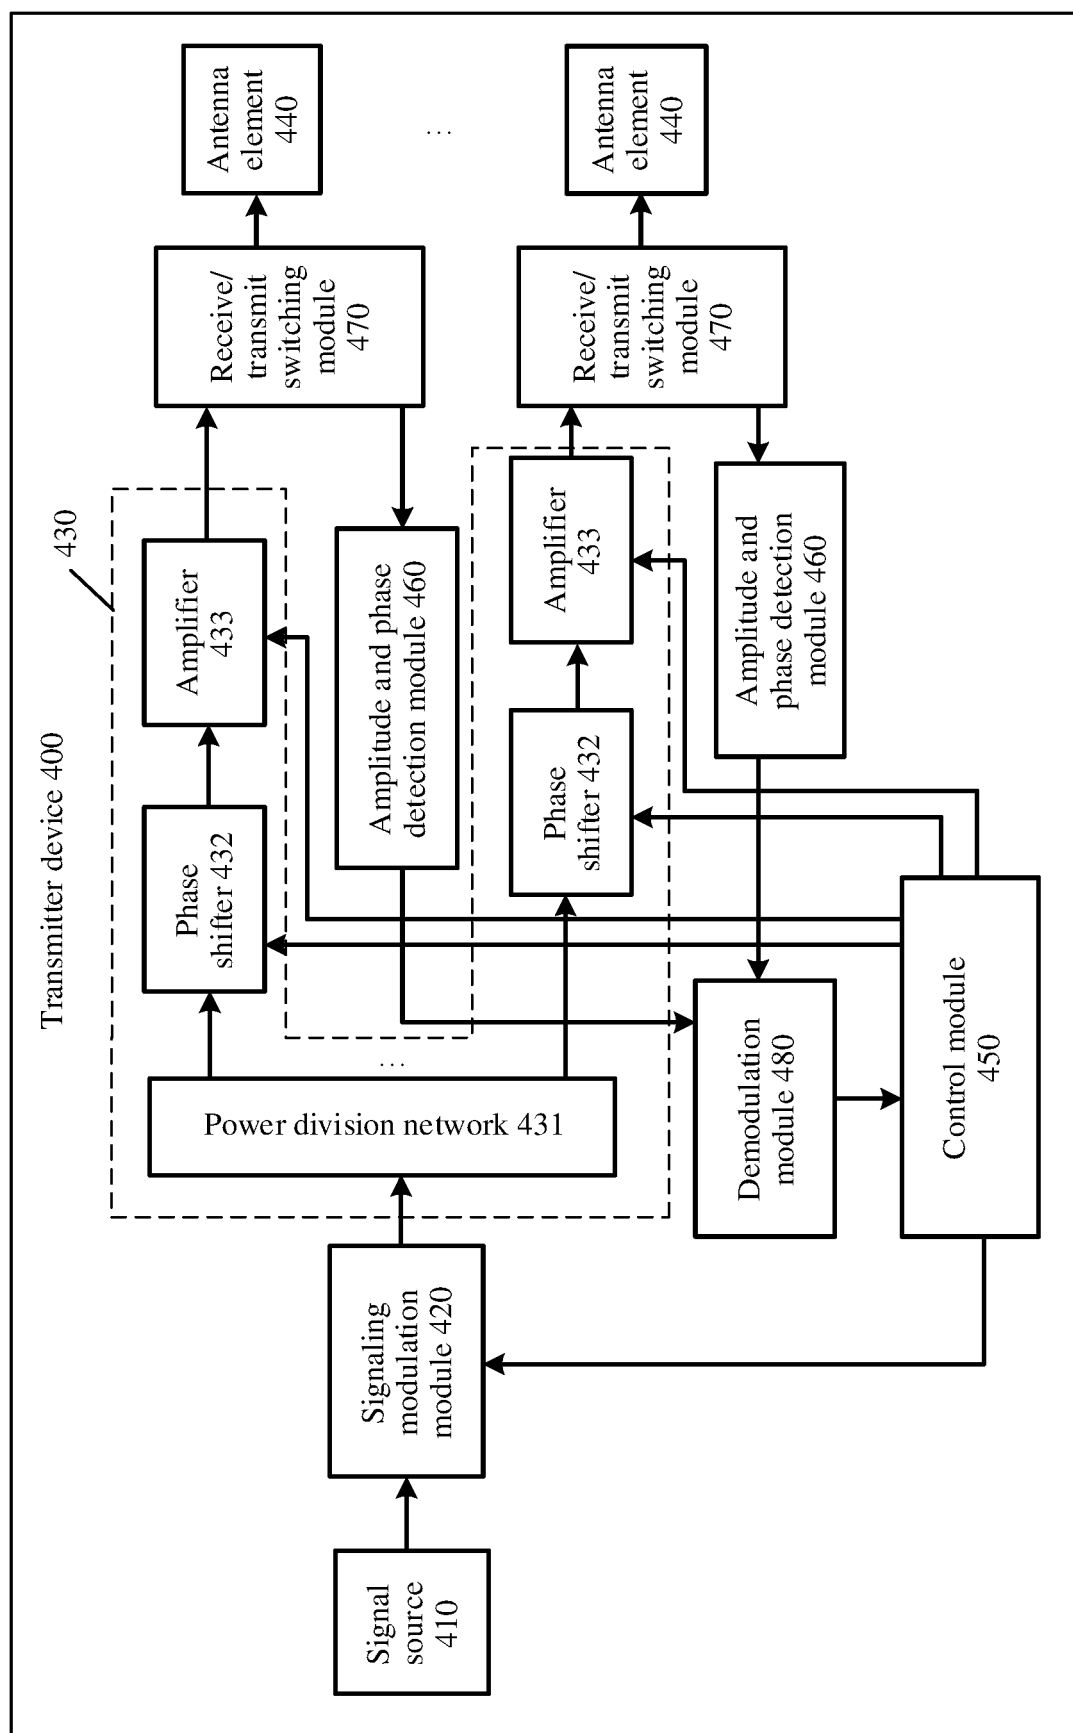 Transmitter device 400
430
Signal
source
410
Signaling
modulation
module 420
Power division network 431
...
Phase
shifter 432
Amplifier
433
Receive/
transmit
switching
module
470
Antenna
element
440
...
Amplitude and phase
detection module 460
Phase
shifter 432
Amplifier
433
Receive/
transmit
switching
module
470
Antenna
element
440
Amplitude and
phase detection
module 460
Demodulation
module 480
Control module
450